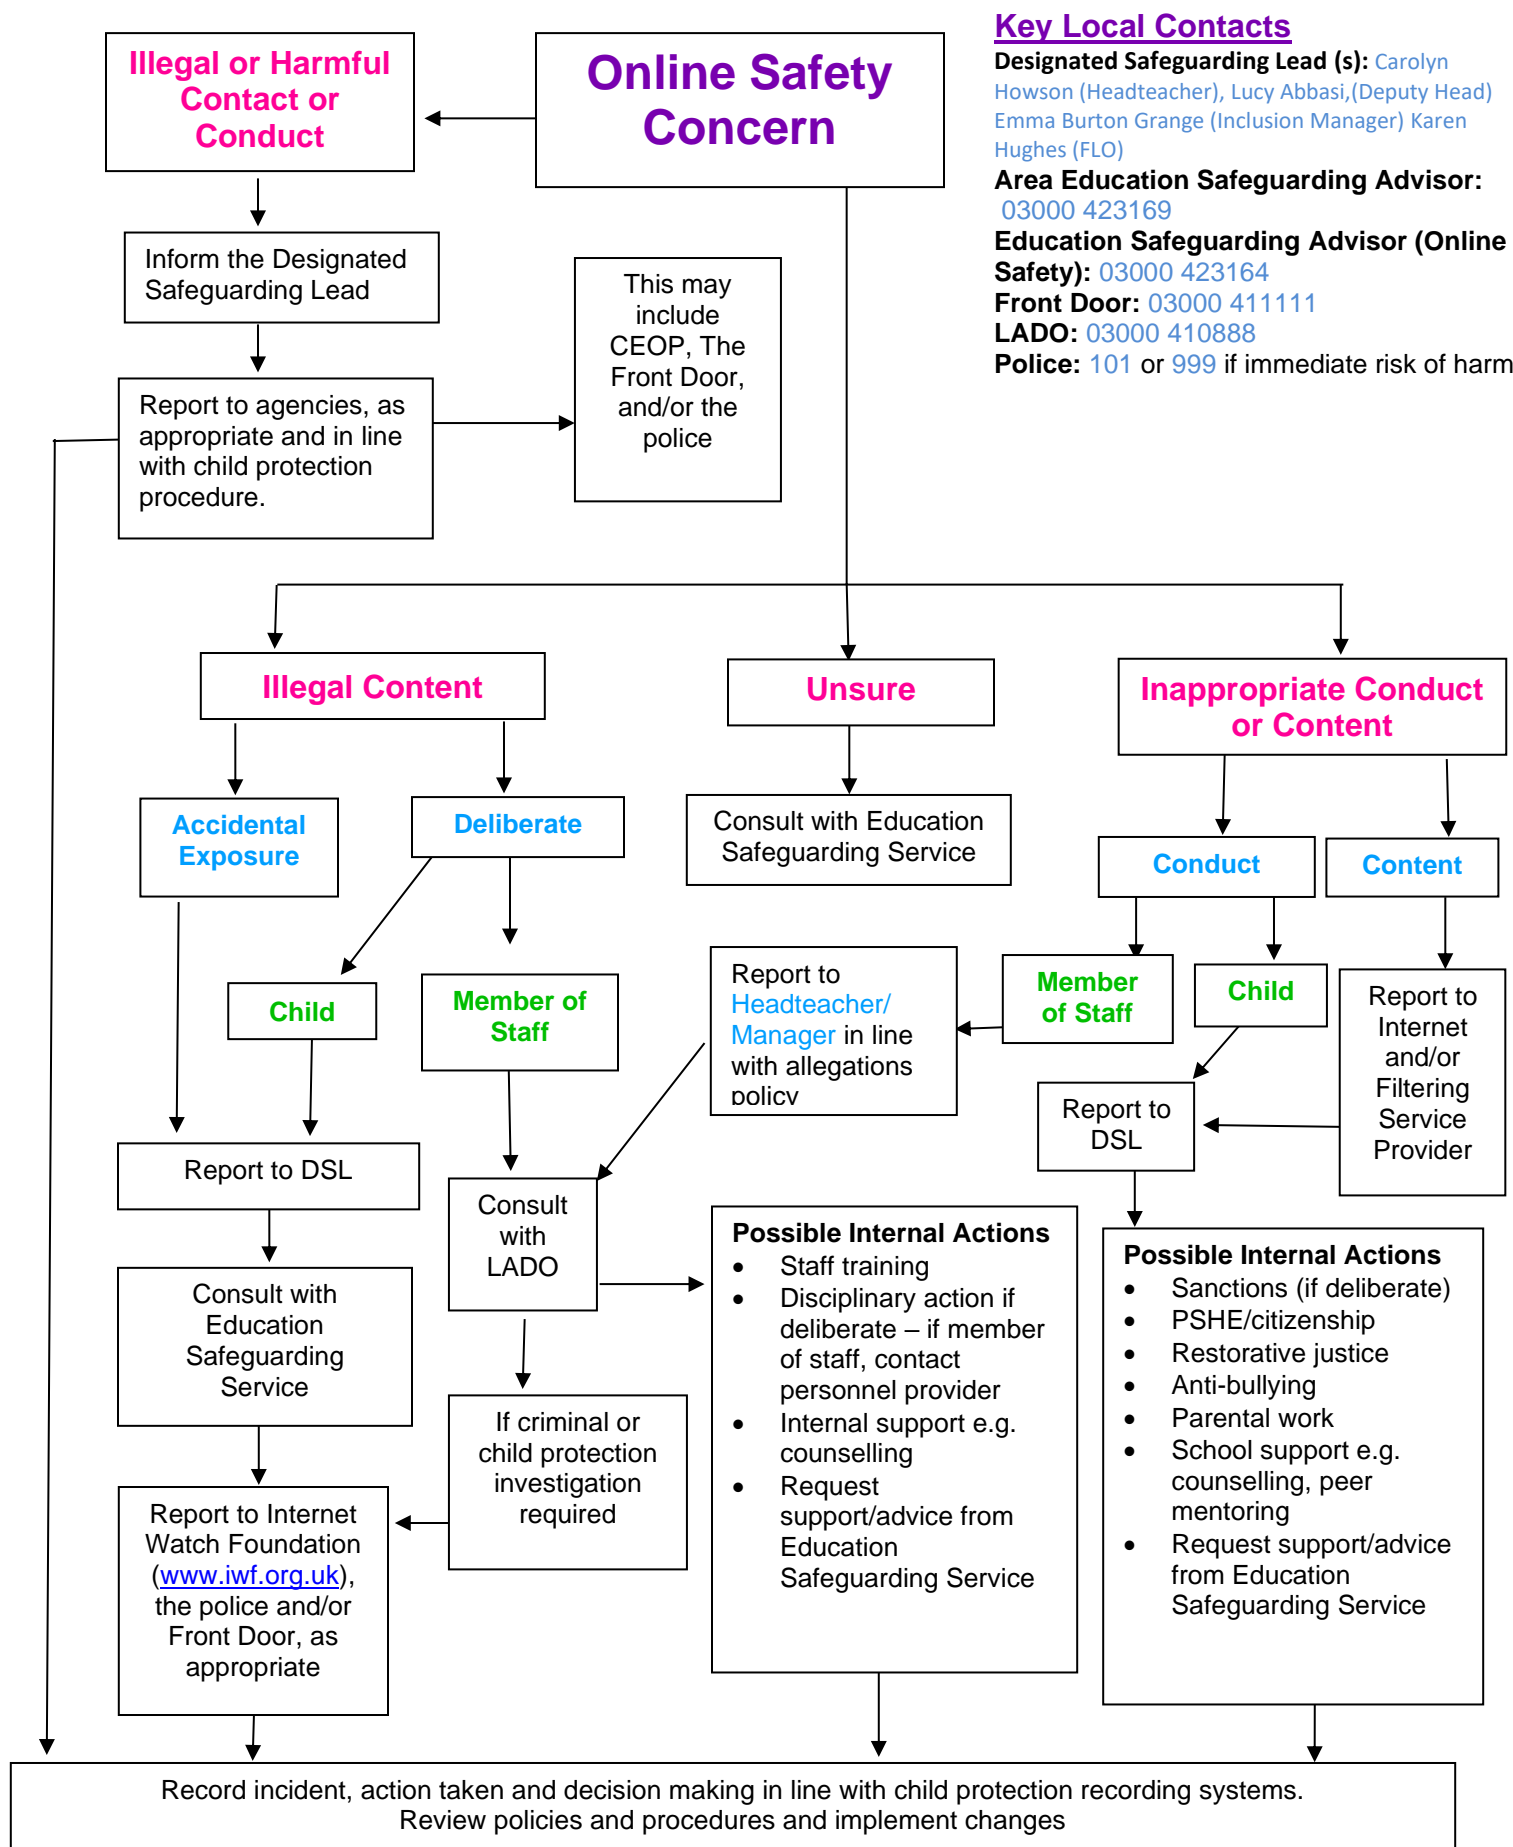 Key Local Contacts
Designated Safeguarding Lead (s): Carolyn
Howson (Headteacher), Lucy Abbasi,(Deputy Head)
Emma Burton Grange (Inclusion Manager) Karen
Hughes (FLO)
Area Education Safeguarding Advisor:
03000 423169
Education Safeguarding Advisor (Online
Safety): 03000 423164
Front Door: 03000 411111
LADO: 03000 410888
Police: 101 or 999 if immediate risk of harm
Online Safety
Concern
Illegal or Harmful
Contact or
Conduct
Inform the Designated
Safeguarding Lead
Report to agencies, as
appropriate and in line
with child protection
procedure.
This may
include
CEOP, The
Front Door,
and/or the
police
Illegal Content
Unsure
Inappropriate Conduct
or Content
Accidental
Exposure
Deliberate
Consult with Education
Safeguarding Service
Conduct
Content
Child
Member of
Staff
Report to
Headteacher/
Manager in line
with allegations
policy
Member
of Staff
Child
Report to
Internet
and/or
Filtering
Service
Provider
Report to
DSL
Report to DSL
Consult
with
LADO
Consult with
Education
Safeguarding
Service
If criminal or
child protection
investigation
required
Report to Internet
Watch Foundation
(www.iwf.org.uk),
the police and/or
Front Door, as
appropriate
Possible Internal Actions
• Staff training
• Disciplinary action if
deliberate – if member
of staff, contact
personnel provider
• Internal support e.g.
counselling
• Request
support/advice from
Education
Safeguarding Service
Possible Internal Actions
• Sanctions (if deliberate)
• PSHE/citizenship
• Restorative justice
• Anti-bullying
• Parental work
• School support e.g.
counselling, peer
mentoring
• Request support/advice
from Education
Safeguarding Service
Record incident, action taken and decision making in line with child protection recording systems.
Review policies and procedures and implement changes